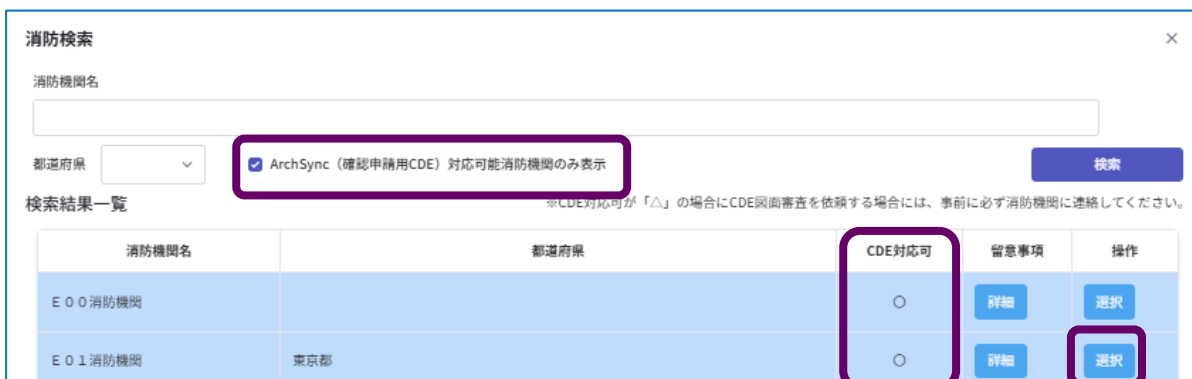 消防検索 ×
消防機関名
都道府県 ArchSync（確認申請用CDE）対応可能消防機関のみ表示 検索
検索結果一覧 ※CDE対応可が「△」の場合にCDE図面審査を依頼する場合には、事前に必ず消防機関に連絡してください。
消防機関名 都道府県 CDE対応可 留意事項 操作
Ｅ００消防機関 ○ 詳細 選択
Ｅ０１消防機関 東京都 ○ 詳細 選択